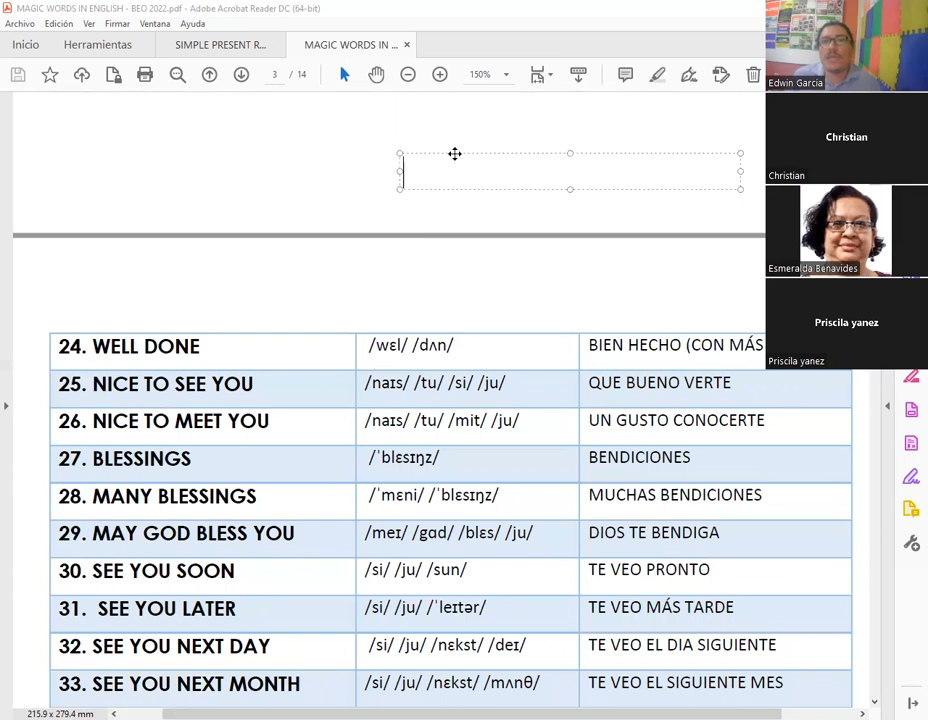 MAGIC WORDS IN ENGLISH - BEO 2022.pdf - Adobe Acrobat Reader DC (64-bit)
Archivo Edición Ver Firmar Ventana Ayuda
Inicio Herramientas SIMPLE PRESENT R... MAGIC WORDS IN ... ×
3 / 14 150%
Edwin Garcia
Christian
Christian
Esmeralda Benavides
Priscila yanez
Priscila yanez
24. WELL DONE /wɛl/ /dʌn/ BIEN HECHO (CON MÁS
25. NICE TO SEE YOU /naɪs/ /tu/ /si/ /ju/ QUE BUENO VERTE
26. NICE TO MEET YOU /naɪs/ /tu/ /mit/ /ju/ UN GUSTO CONOCERTE
27. BLESSINGS /ˈblɛsɪŋz/ BENDICIONES
28. MANY BLESSINGS /ˈmɛni/ /ˈblɛsɪŋz/ MUCHAS BENDICIONES
29. MAY GOD BLESS YOU /meɪ/ /gɑd/ /blɛs/ /ju/ DIOS TE BENDIGA
30. SEE YOU SOON /si/ /ju/ /sun/ TE VEO PRONTO
31. SEE YOU LATER /si/ /ju/ /ˈleɪtər/ TE VEO MÁS TARDE
32. SEE YOU NEXT DAY /si/ /ju/ /nɛkst/ /deɪ/ TE VEO EL DIA SIGUIENTE
33. SEE YOU NEXT MONTH /si/ /ju/ /nɛkst/ /mʌnθ/ TE VEO EL SIGUIENTE MES
215.9 x 279.4 mm